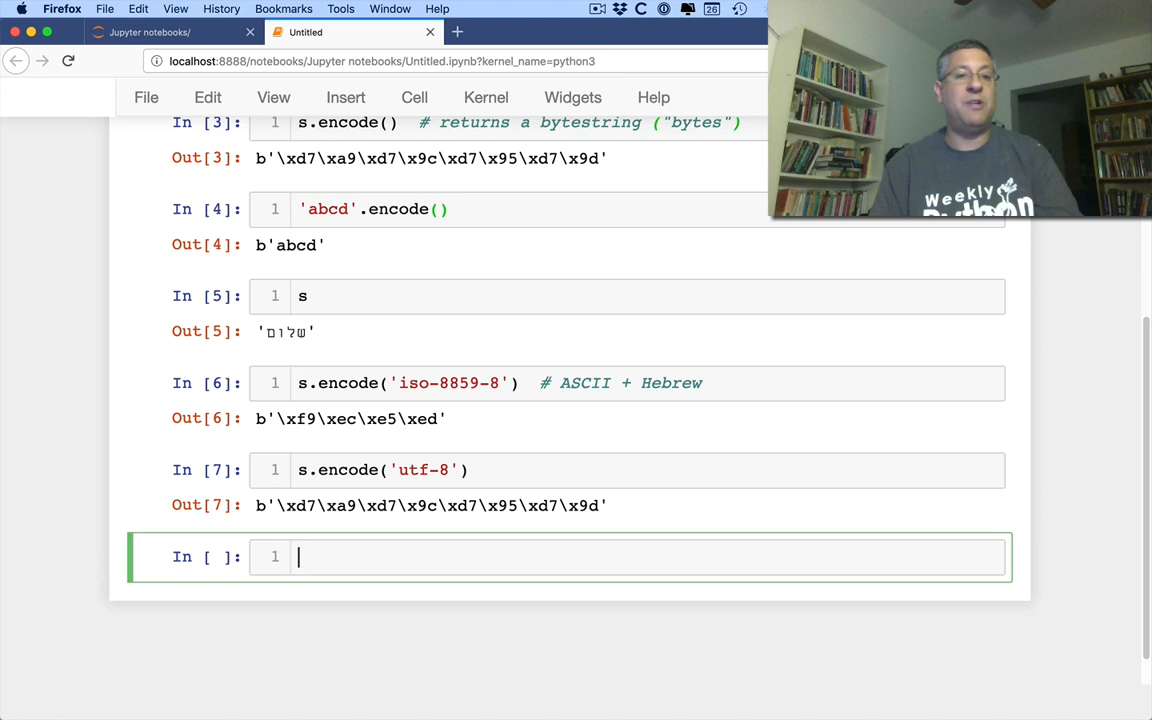 Firefox File Edit View History Bookmarks Tools Window Help 26
Jupyter notebooks/ Untitled
localhost:8888/notebooks/Jupyter notebooks/Untitled.ipynb?kernel_name=python3
File Edit View Insert Cell Kernel Widgets Help
In [3]: 1 s.encode() # returns a bytestring ("bytes")
Out[3]: b'\xd7\xa9\xd7\x9c\xd7\x95\xd7\x9d'
In [4]: 1 'abcd'.encode()
Out[4]: b'abcd'
In [5]: 1 s
Out[5]: 'שלום'
In [6]: 1 s.encode('iso-8859-8') # ASCII + Hebrew
Out[6]: b'\xf9\xec\xe5\xed'
In [7]: 1 s.encode('utf-8')
Out[7]: b'\xd7\xa9\xd7\x9c\xd7\x95\xd7\x9d'
In [ ]: 1
Weekly
Python